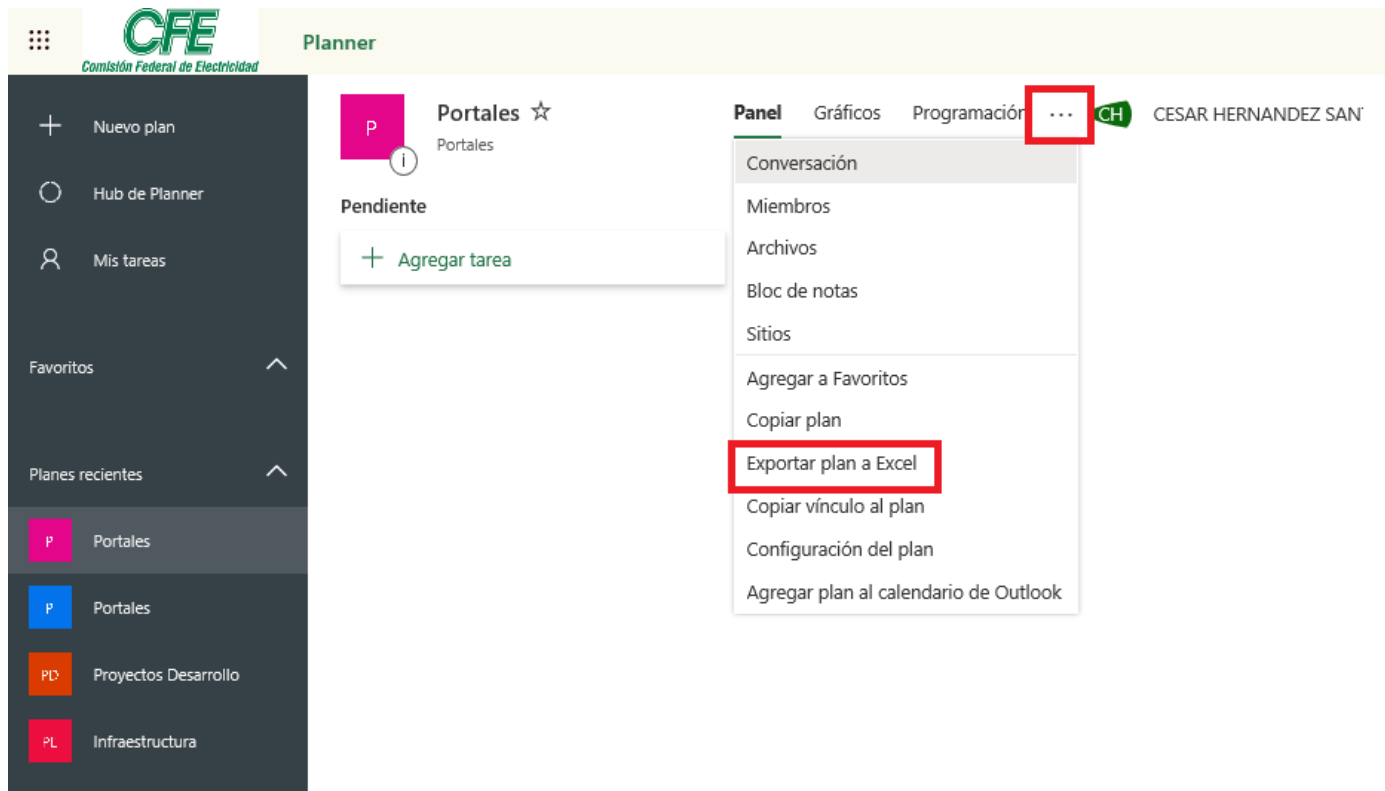 CFE
Comisión Federal de Electricidad
Planner
Nuevo plan
Hub de Planner
Mis tareas
Favoritos
Planes recientes
P Portales
P Portales
PD Proyectos Desarrollo
PL Infraestructura
P
i
Portales
Portales
Pendiente
Agregar tarea
Panel Gráficos Programación ... CH CESAR HERNANDEZ SAN
Conversación
Miembros
Archivos
Bloc de notas
Sitios
Agregar a Favoritos
Copiar plan
Exportar plan a Excel
Copiar vínculo al plan
Configuración del plan
Agregar plan al calendario de Outlook